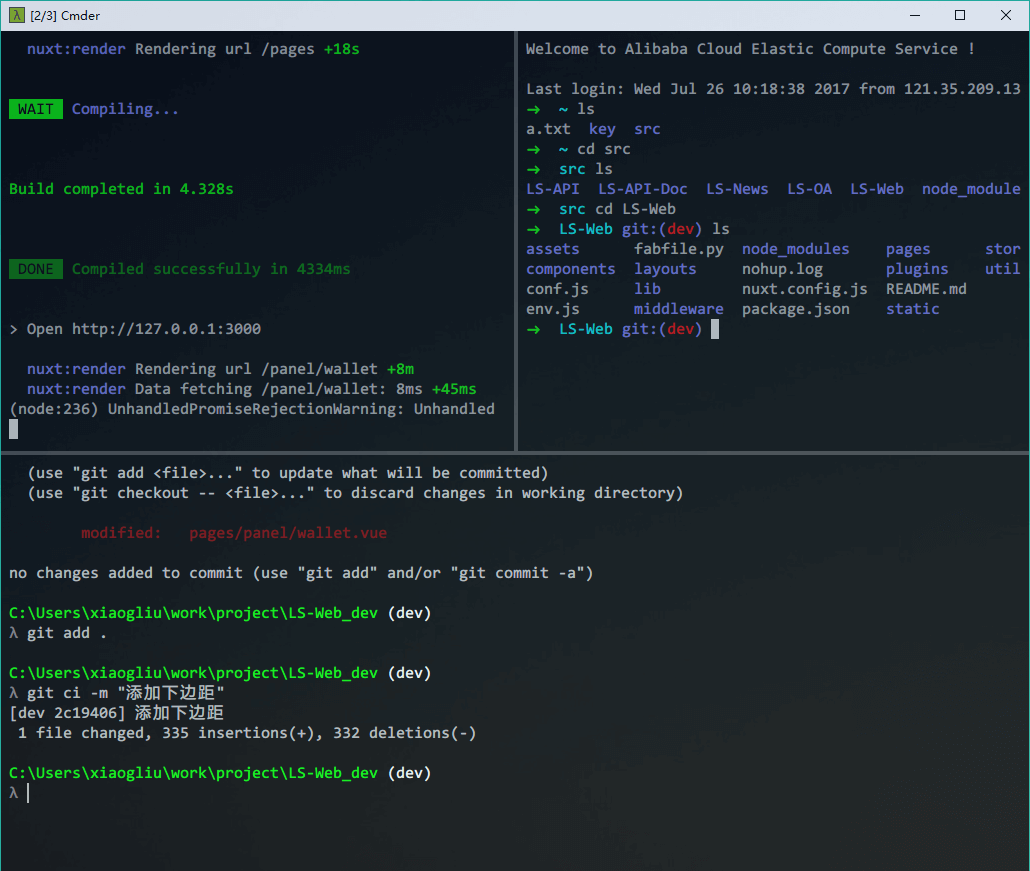 λ [2/3] Cmder
nuxt:render Rendering url /pages +18s
WAIT Compiling...
Build completed in 4.328s
DONE Compiled successfully in 4334ms
> Open http://127.0.0.1:3000
nuxt:render Rendering url /panel/wallet +8m
nuxt:render Data fetching /panel/wallet: 8ms +45ms
(node:236) UnhandledPromiseRejectionWarning: Unhandled
Welcome to Alibaba Cloud Elastic Compute Service !
Last login: Wed Jul 26 10:18:38 2017 from 121.35.209.13
→ ~ ls
a.txt key src
→ ~ cd src
→ src ls
LS-API LS-API-Doc LS-News LS-OA LS-Web node_module
→ src cd LS-Web
→ LS-Web git:(dev) ls
assets fabfile.py node_modules pages stor
components layouts nohup.log plugins util
conf.js lib nuxt.config.js README.md
env.js middleware package.json static
→ LS-Web git:(dev)
(use "git add <file>..." to update what will be committed)
(use "git checkout -- <file>..." to discard changes in working directory)
modified: pages/panel/wallet.vue
no changes added to commit (use "git add" and/or "git commit -a")
C:\Users\xiaogliu\work\project\LS-Web_dev (dev)
λ git add .
C:\Users\xiaogliu\work\project\LS-Web_dev (dev)
λ git ci -m "添加下边距"
[dev 2c19406] 添加下边距
1 file changed, 335 insertions(+), 332 deletions(-)
C:\Users\xiaogliu\work\project\LS-Web_dev (dev)
λ